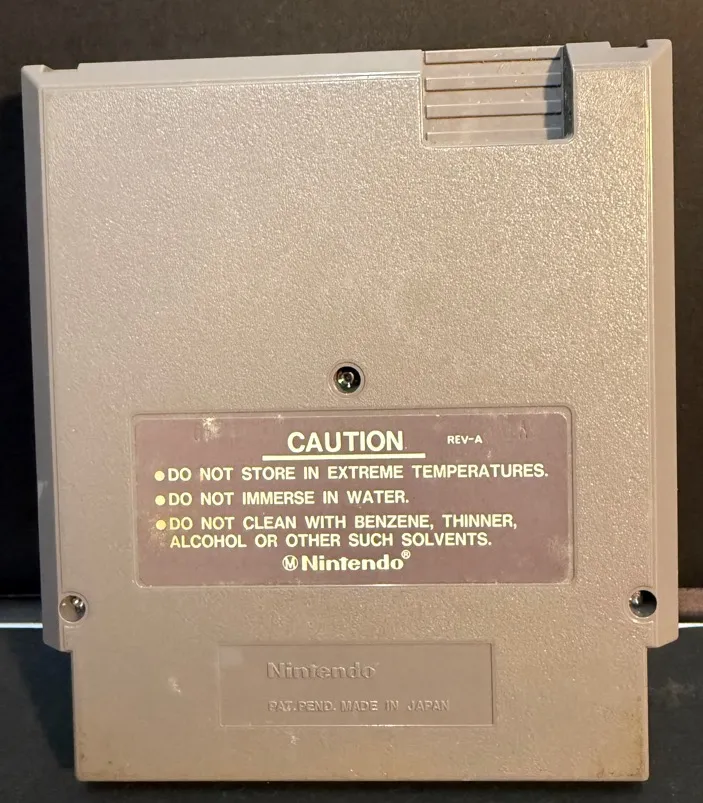 CAUTION REV-A
●DO NOT STORE IN EXTREME TEMPERATURES.
●DO NOT IMMERSE IN WATER.
●DO NOT CLEAN WITH BENZENE, THINNER,
ALCOHOL OR OTHER SUCH SOLVENTS.
Ⓜ Nintendo®
Nintendo®
PAT.PEND. MADE IN JAPAN